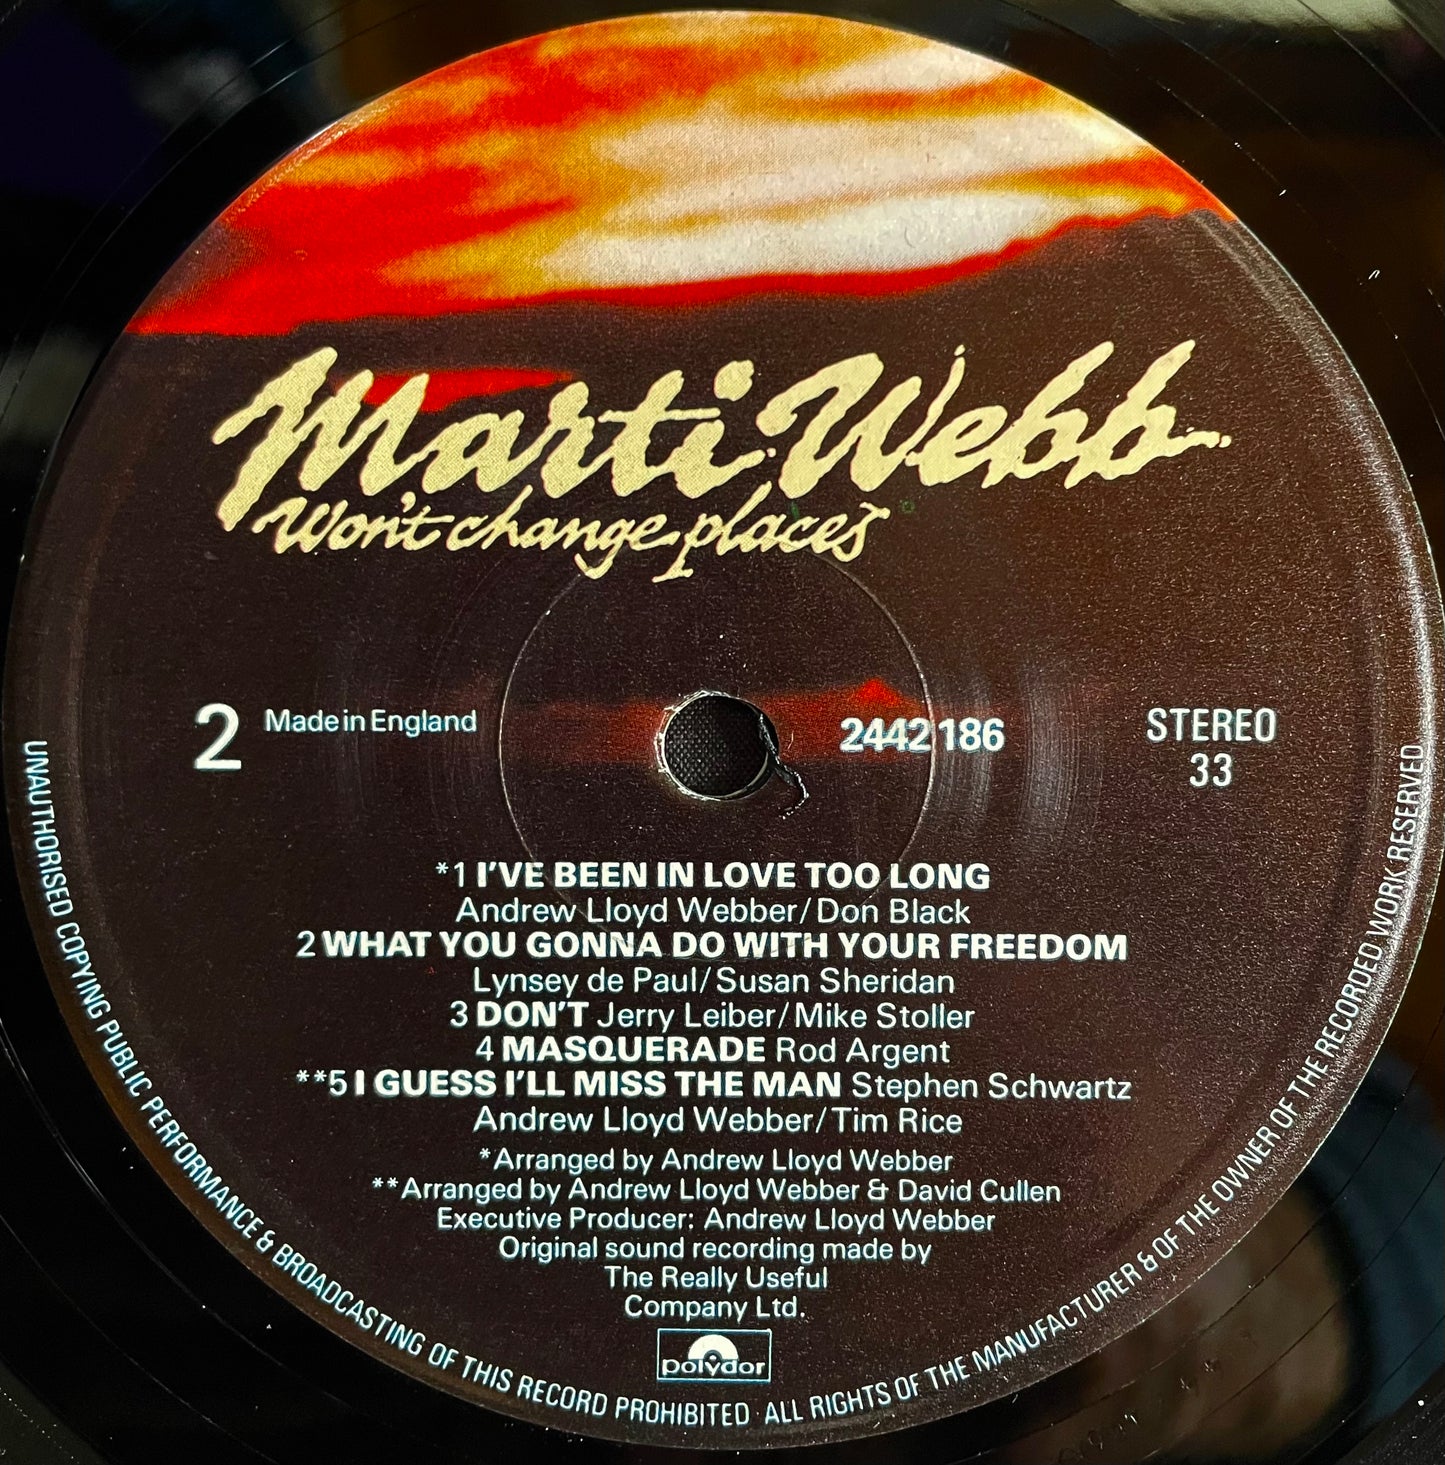 Marti Webb
Won't change places
2 Made in England
2442 186
STEREO
33
*1 I'VE BEEN IN LOVE TOO LONG
Andrew Lloyd Webber/Don Black
2 WHAT YOU GONNA DO WITH YOUR FREEDOM
Lynsey de Paul/Susan Sheridan
3 DON'T Jerry Leiber/Mike Stoller
4 MASQUERADE Rod Argent
**5 I GUESS I'LL MISS THE MAN Stephen Schwartz
Andrew Lloyd Webber/Tim Rice
*Arranged by Andrew Lloyd Webber
**Arranged by Andrew Lloyd Webber & David Cullen
Executive Producer: Andrew Lloyd Webber
Original sound recording made by
The Really Useful
Company Ltd.
polydor
UNAUTHORISED COPYING PUBLIC PERFORMANCE & BROADCASTING OF THIS RECORD PROHIBITED · ALL RIGHTS OF THE MANUFACTURER & OF THE OWNER OF THE RECORDED WORK RESERVED